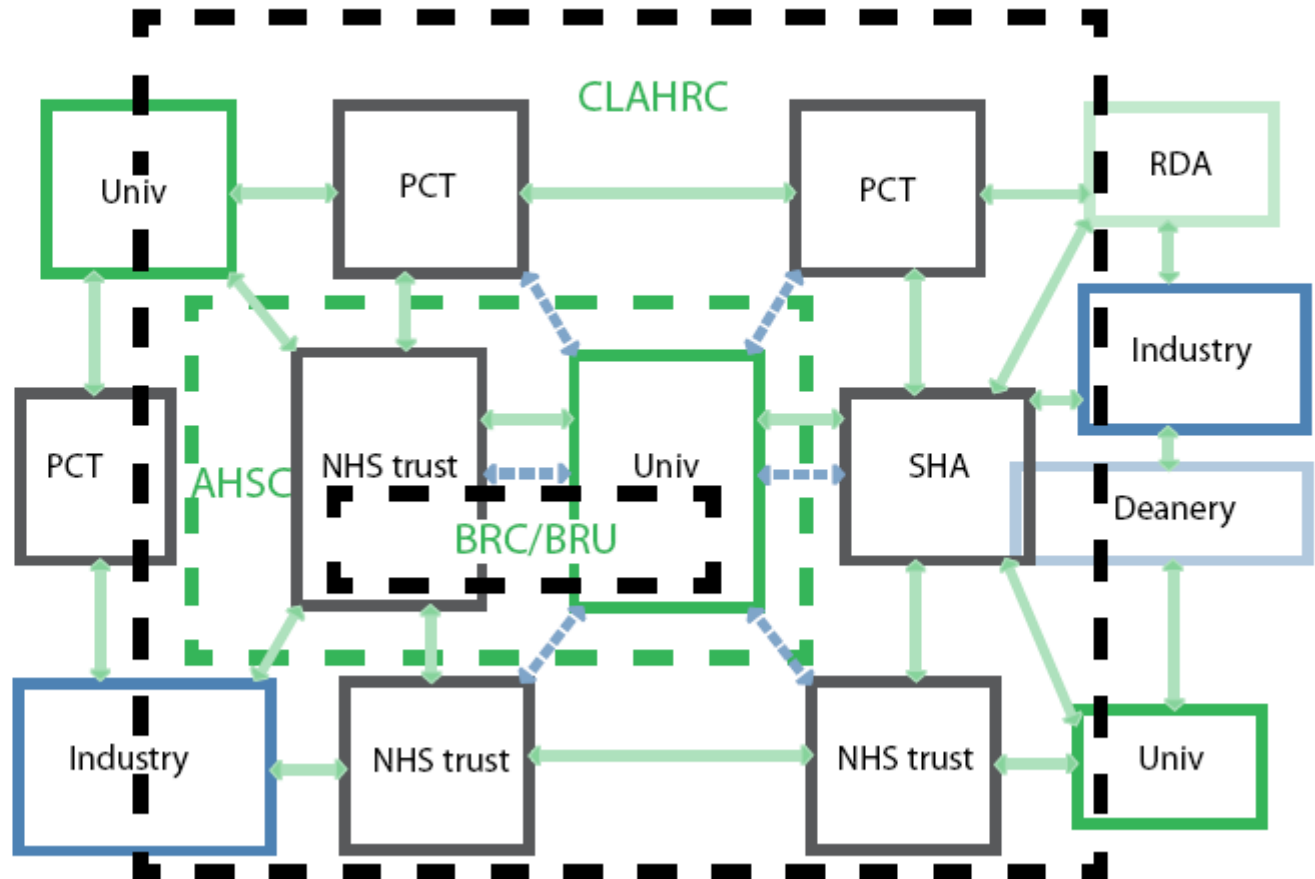 CLAHRC
Univ
PCT
PCT
RDA
Industry
PCT
AHSC
NHS trust
Univ
SHA
Deanery
BRC/BRU
Industry
NHS trust
NHS trust
Univ